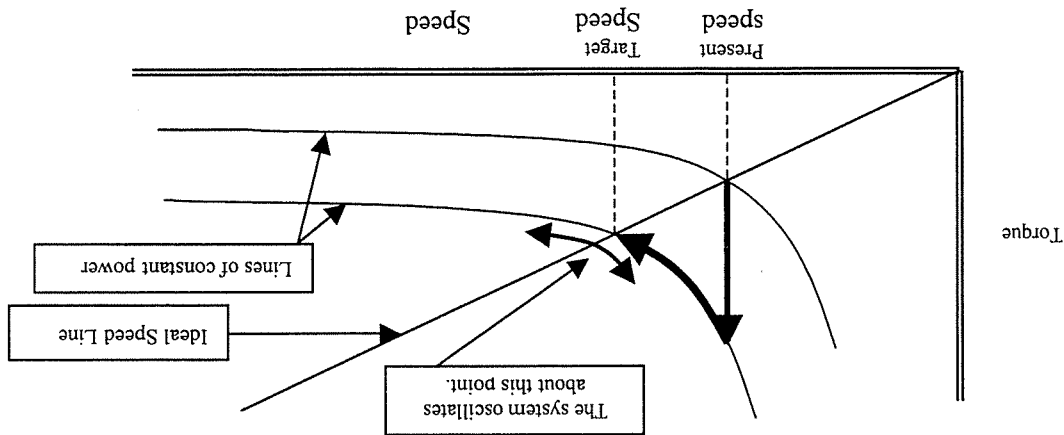 The system oscillates
about this point.
Ideal Speed Line
Lines of constant power
Torque
Present
speed
Target
Speed
Speed